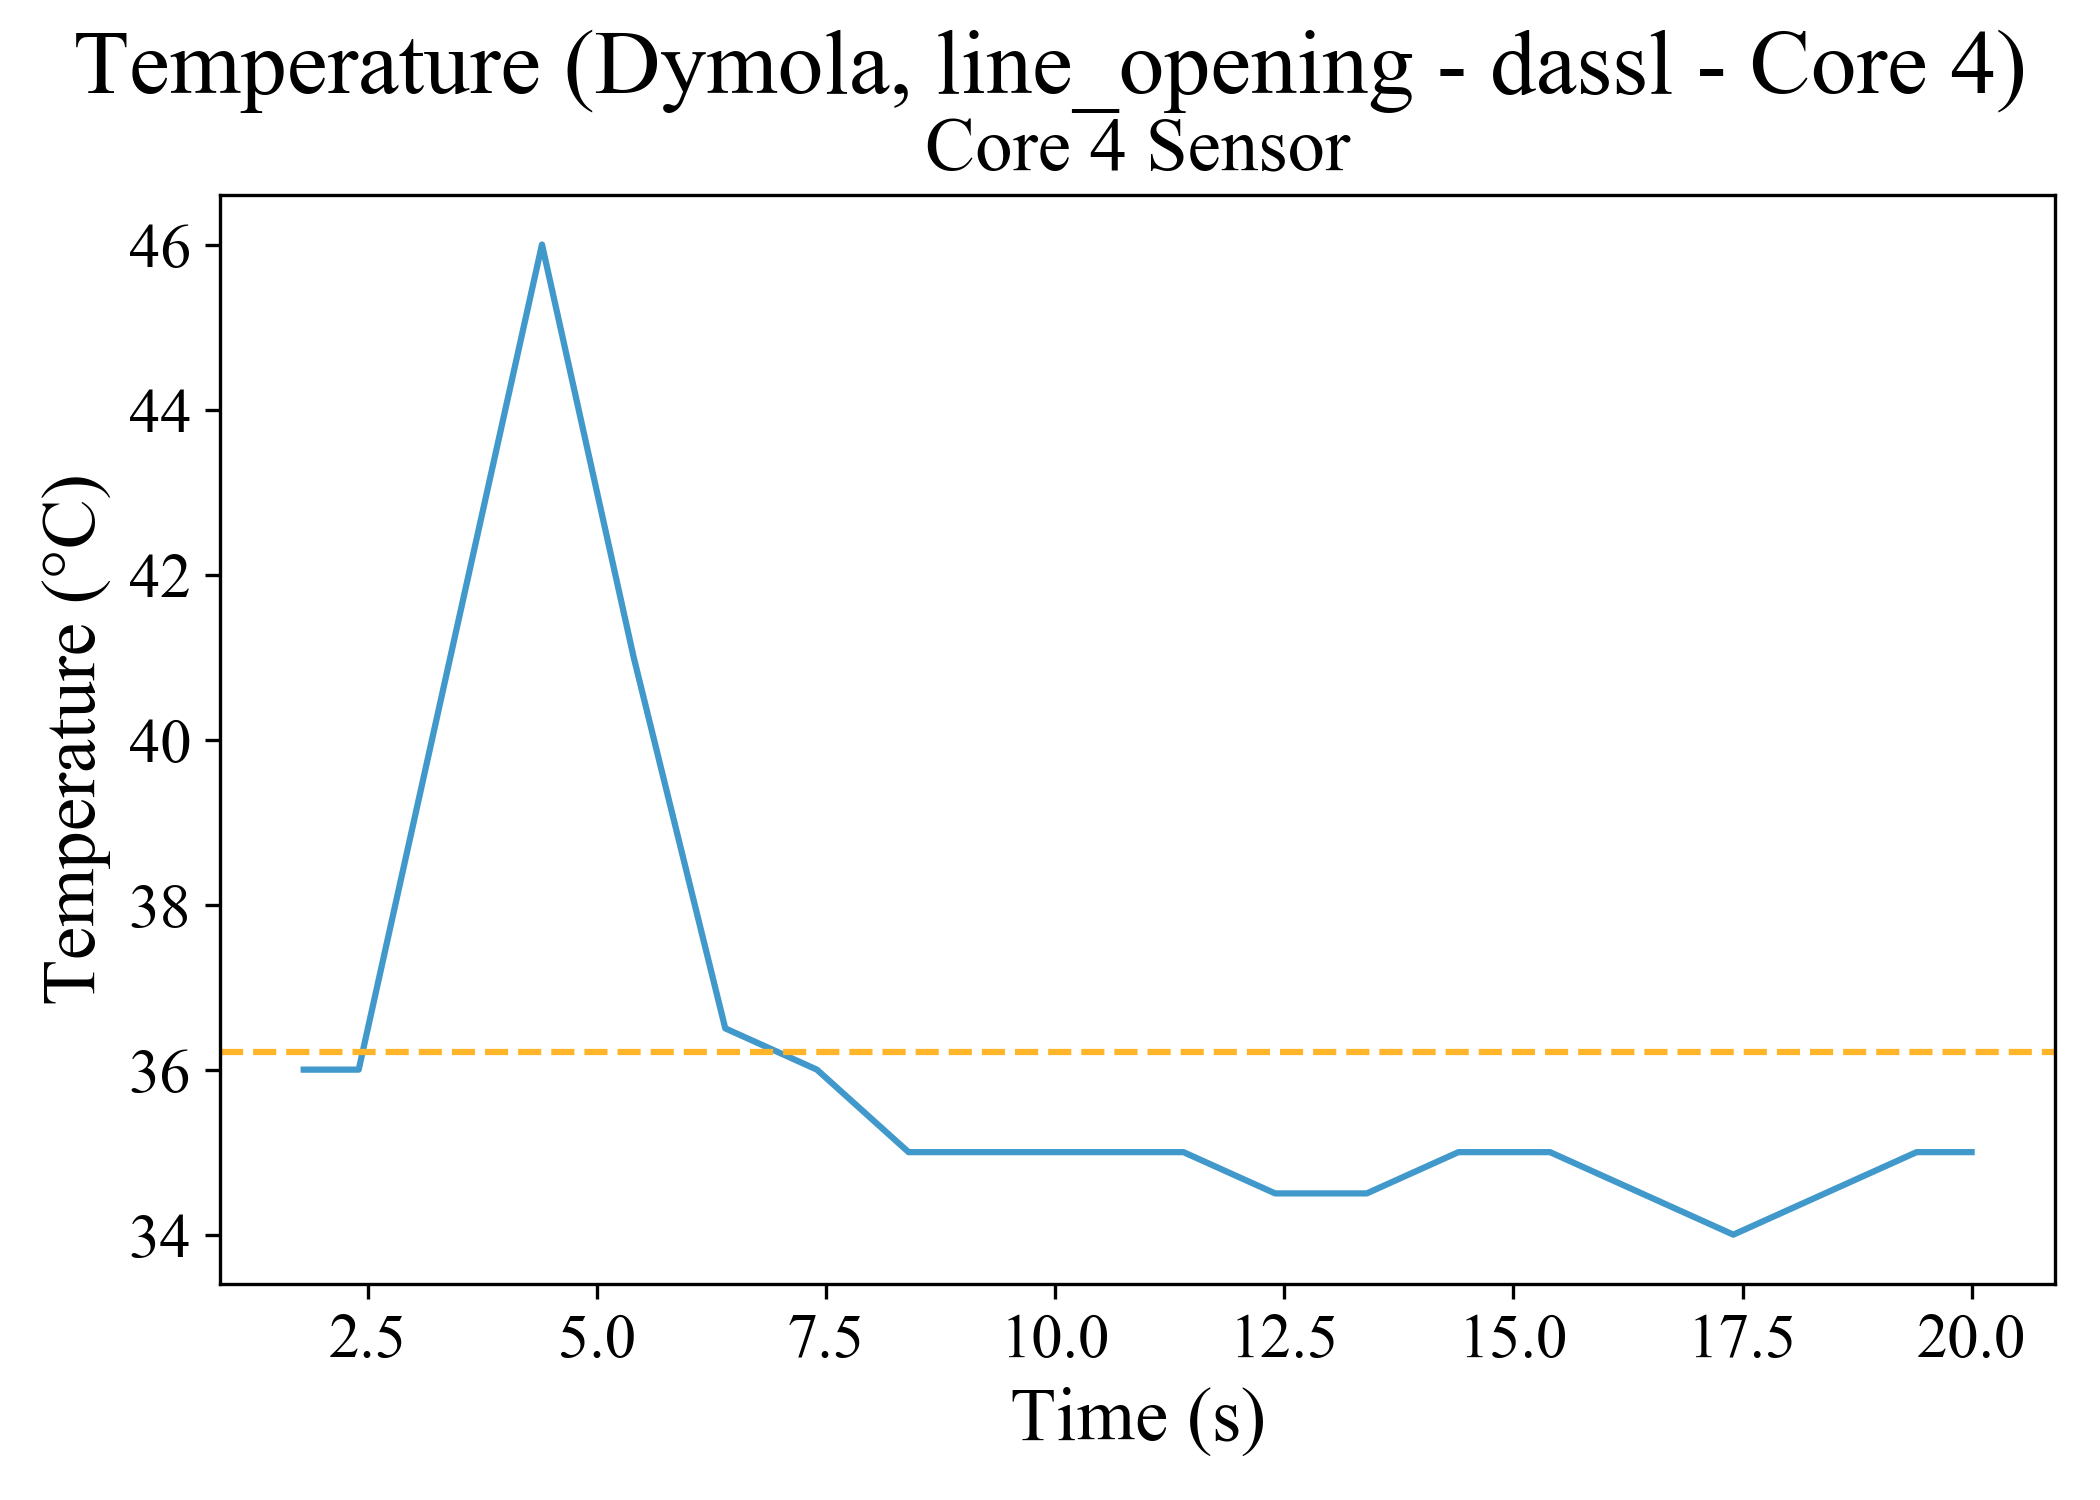 Temperature (Dymola, line_opening - dassl - Core 4)
Core 4 Sensor
46
44
42
40
38
36
34
Temperature (°C)
2.5 5.0 7.5 10.0 12.5 15.0 17.5 20.0
Time (s)